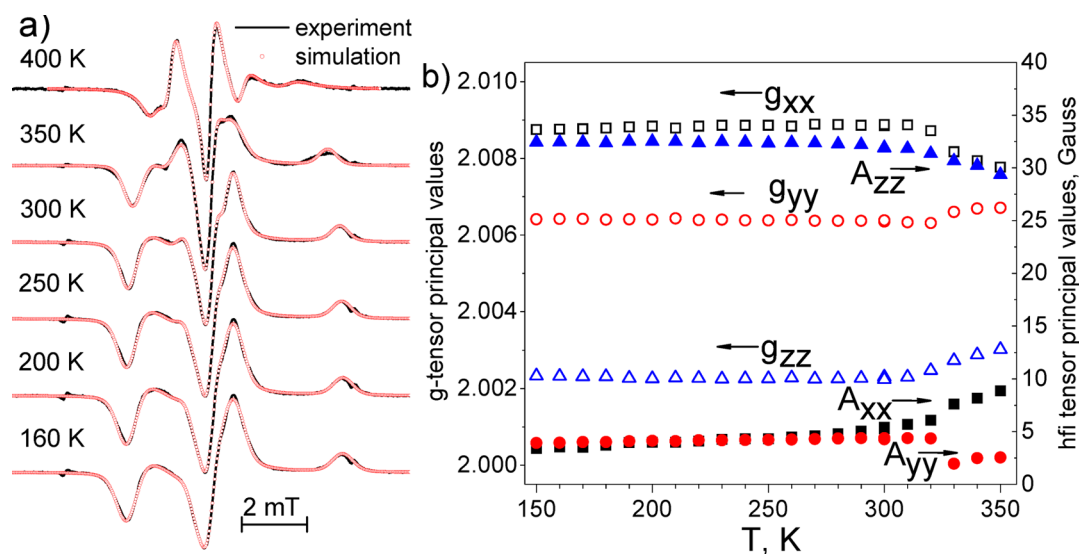 a)
experiment
simulation
400 K
350 K
300 K
250 K
200 K
160 K
2 mT
b)
g-tensor principal values
2.010
2.008
2.006
2.004
2.002
2.000
gxx
Azz
gyy
gzz
Axx
Ayy
40
35
30
25
20
15
10
5
0
hfi tensor principal values, Gauss
150 200 250 300 350
T, K